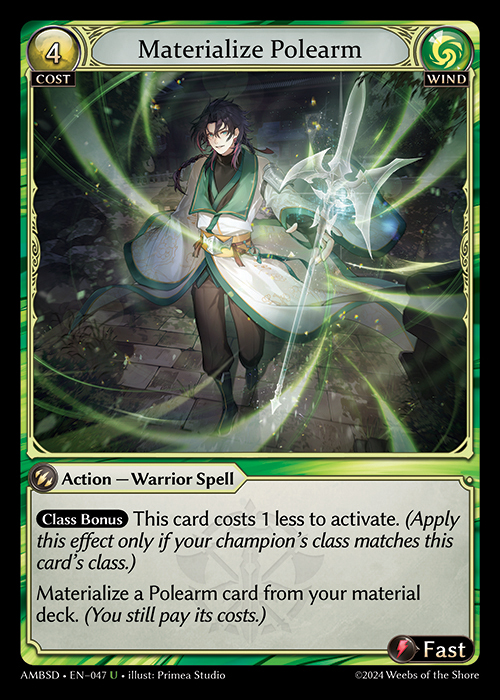 4
Materialize Polearm
COST
WIND
Action — Warrior Spell
Class Bonus This card costs 1 less to activate. (Apply
this effect only if your champion's class matches this
card's class.)
Materialize a Polearm card from your material
deck. (You still pay its costs.)
Fast
AMBSD • EN-047 U • illust: Primea Studio
©2024 Weebs of the Shore